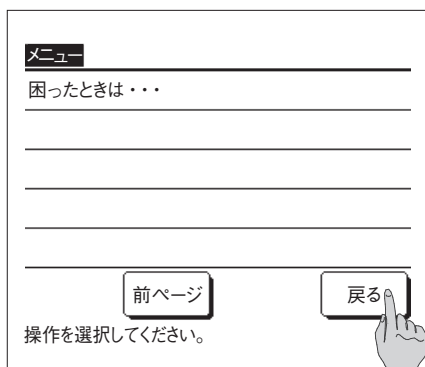 メニュー
困ったときは・・・
前ページ 戻る
操作を選択してください。